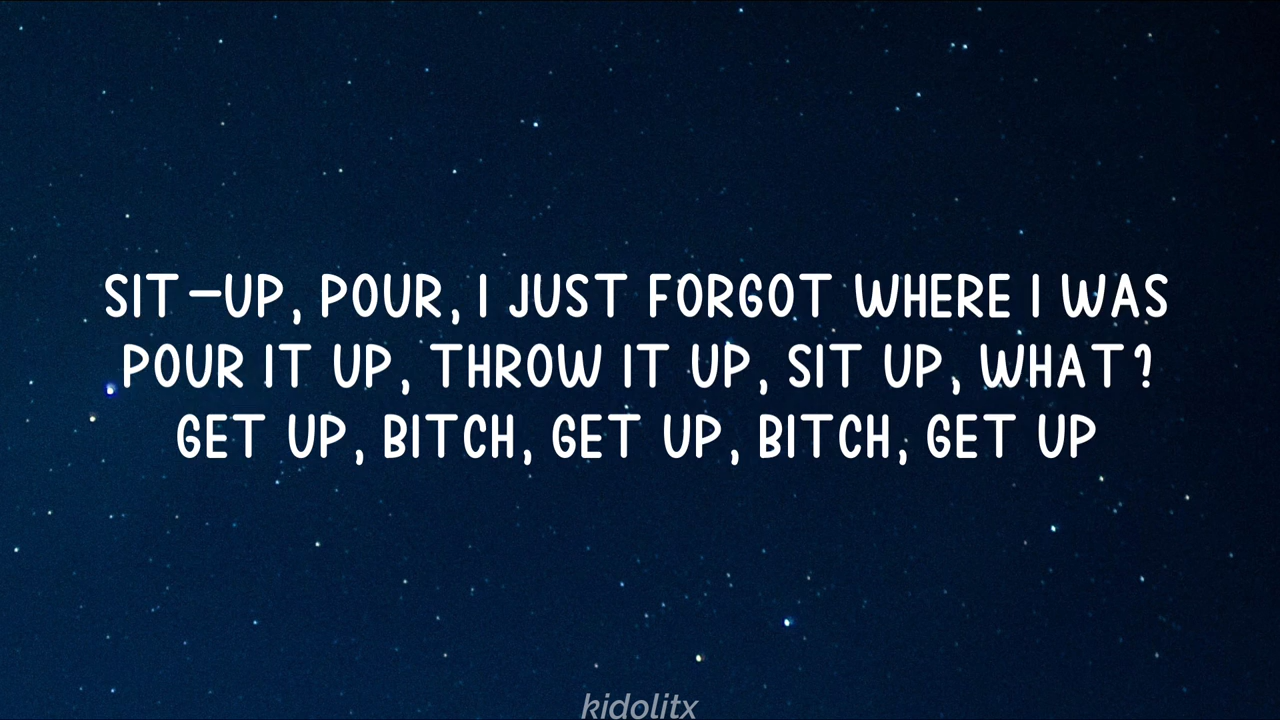 SIT-UP, POUR, I JUST FORGOT WHERE I WAS
POUR IT UP, THROW IT UP, SIT UP, WHAT?
GET UP, BITCH, GET UP, BITCH, GET UP
kidolitx